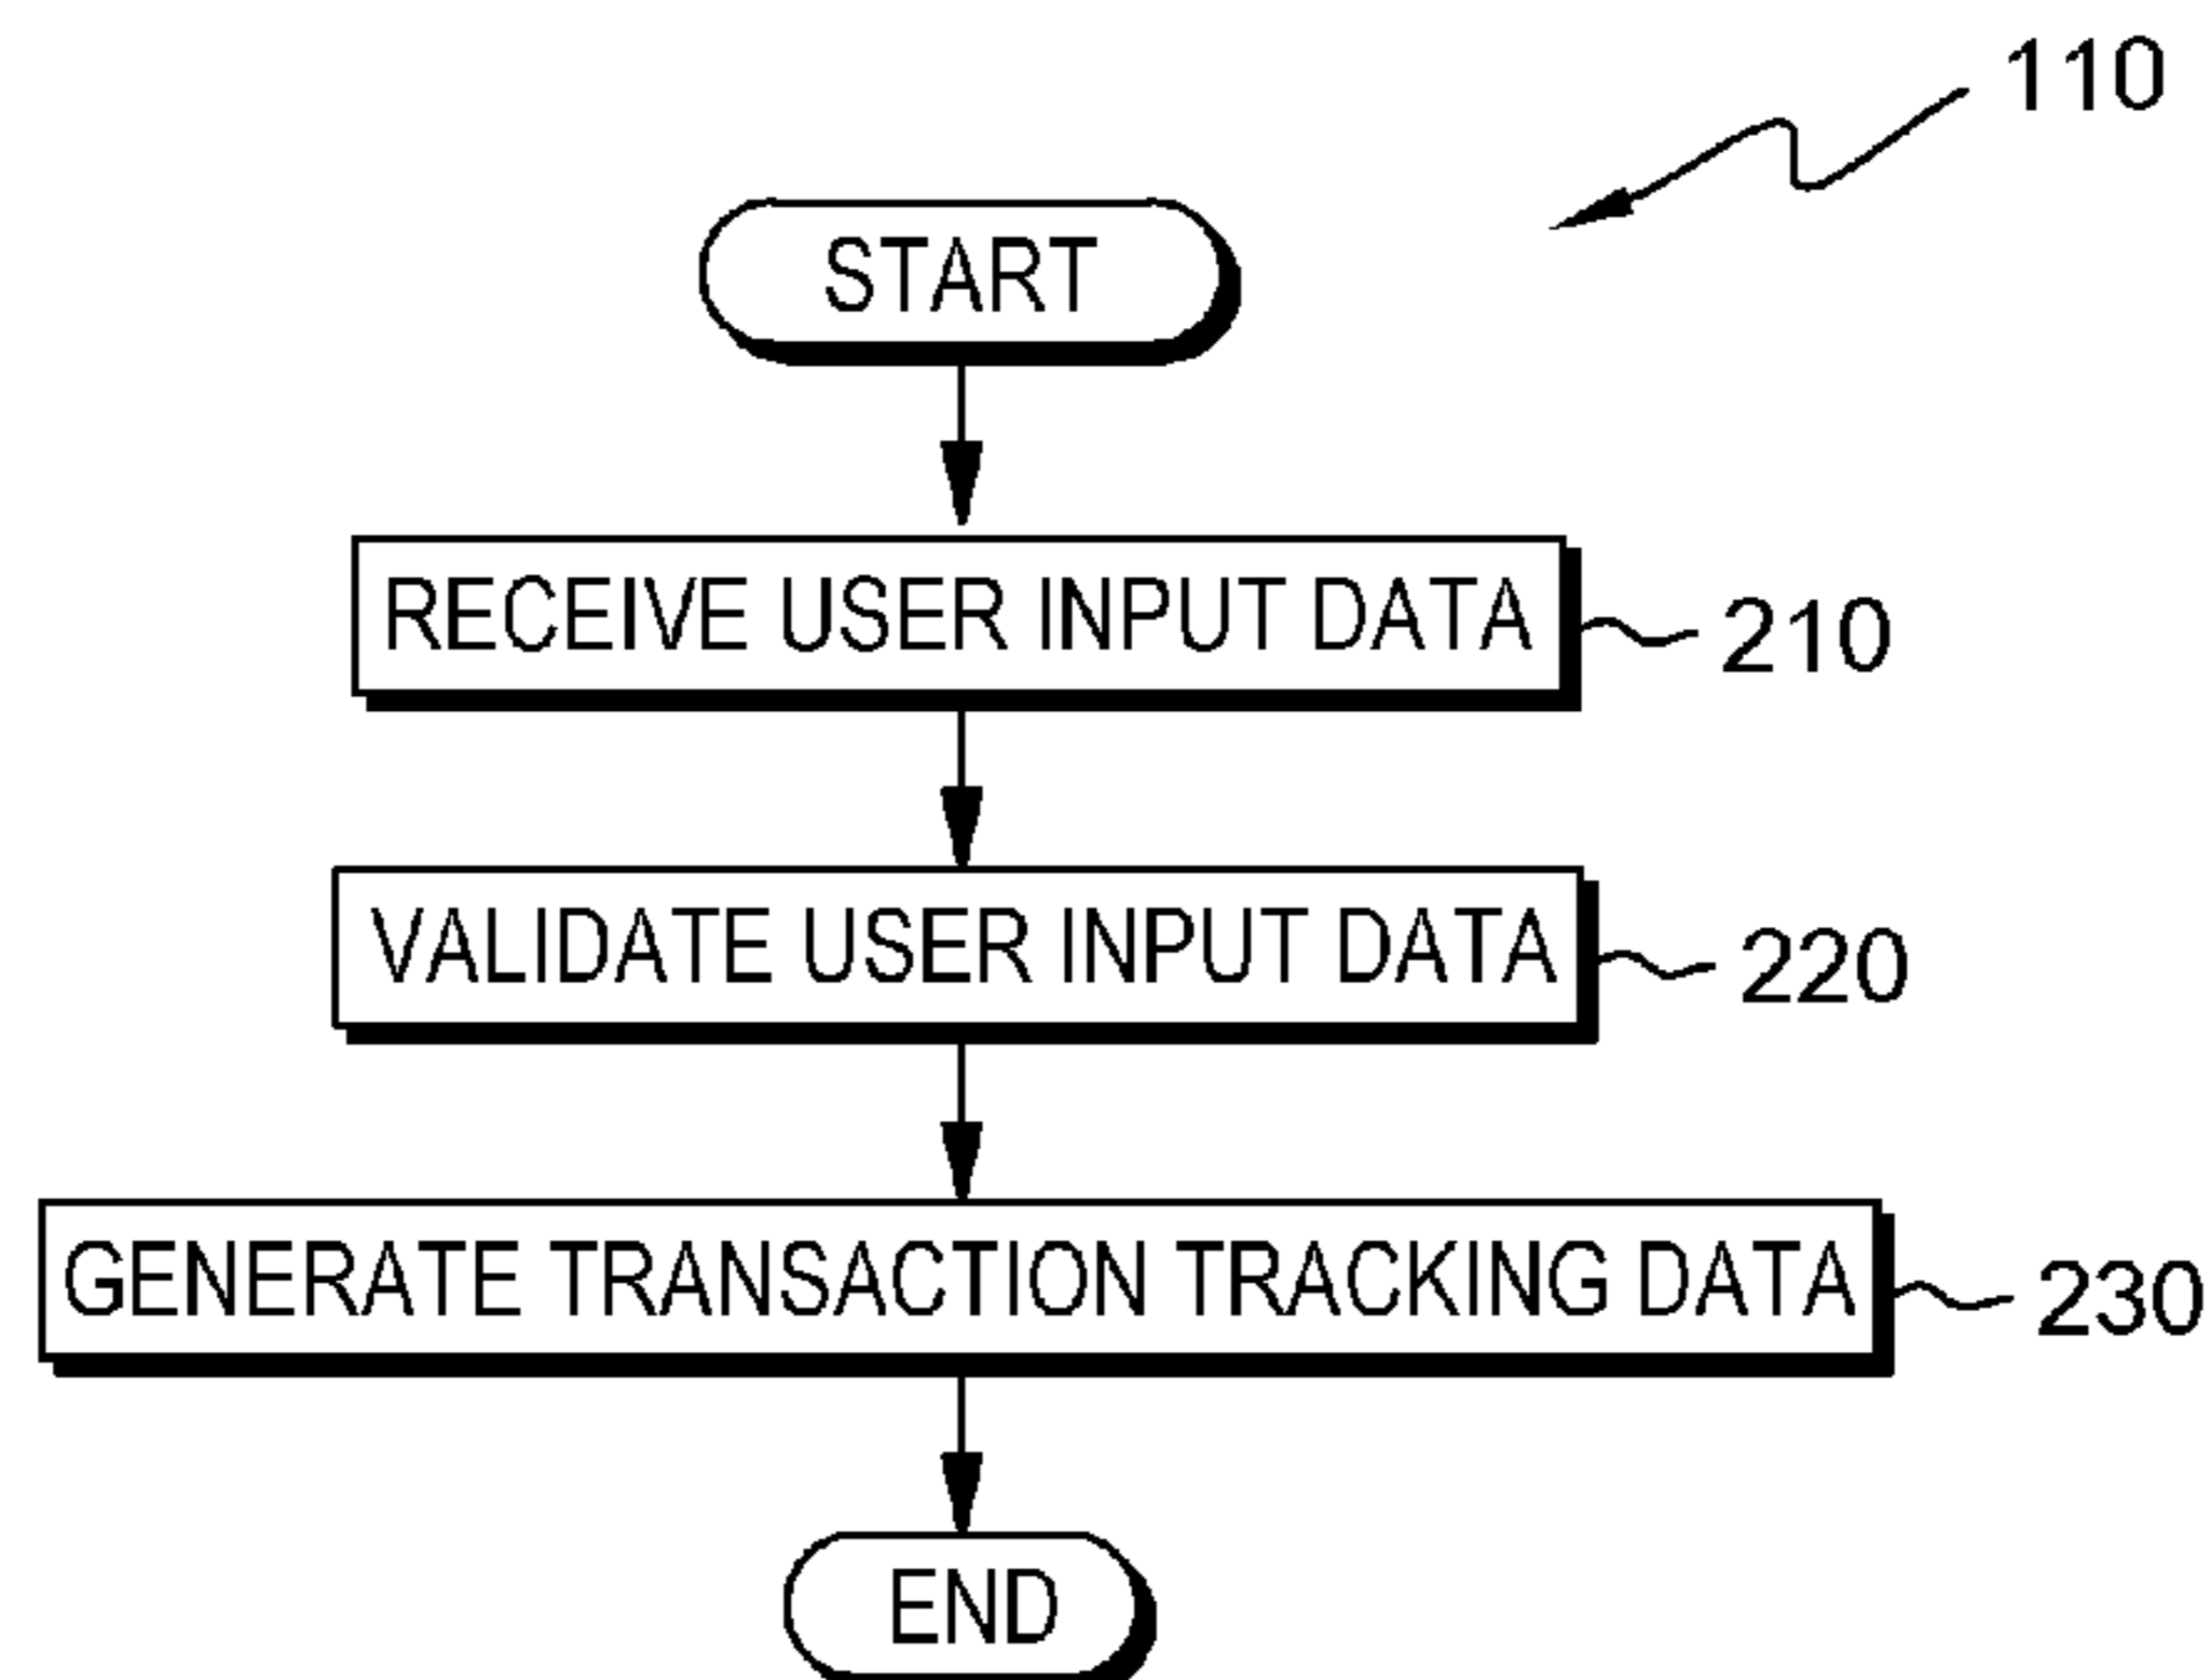 110
START
RECEIVE USER INPUT DATA
210
VALIDATE USER INPUT DATA
220
GENERATE TRANSACTION TRACKING DATA
230
END